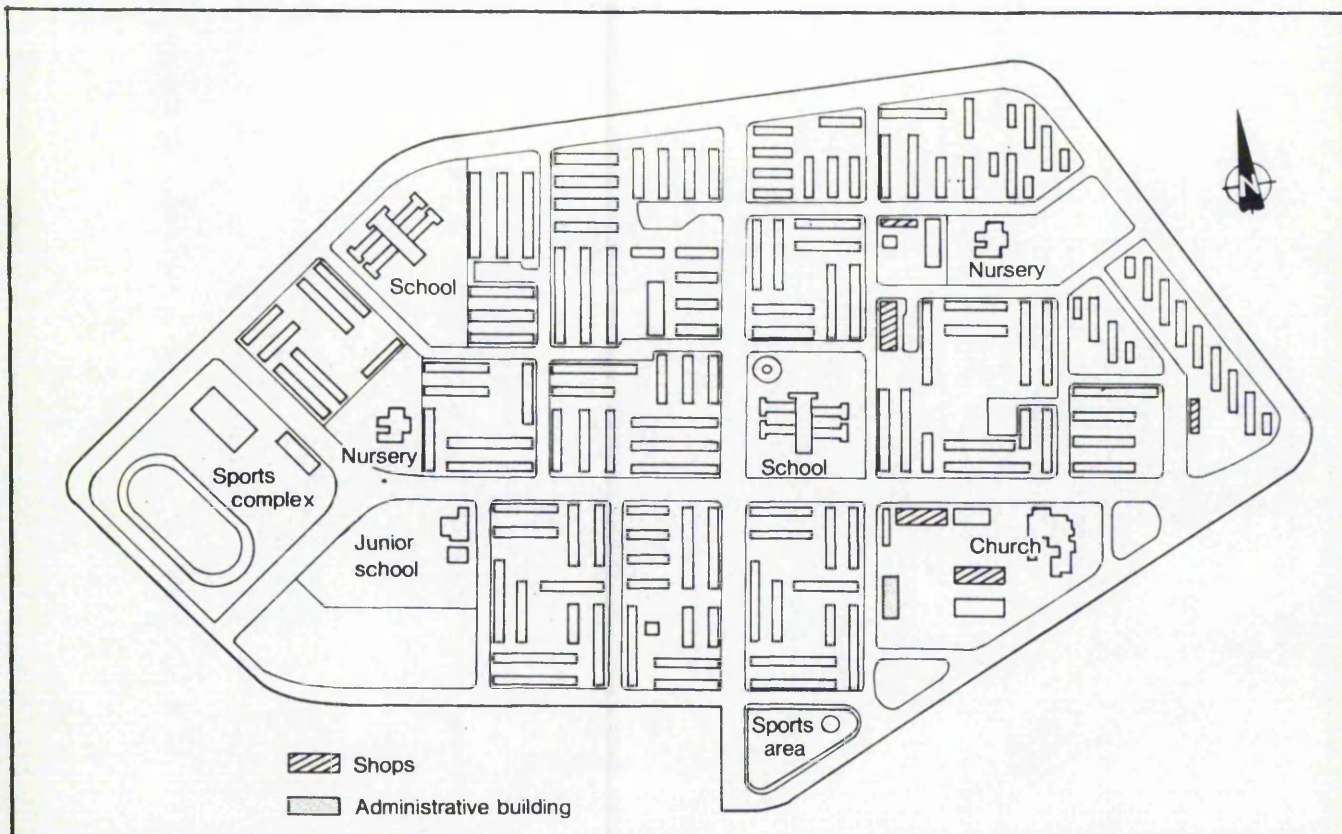 N
School
Nursery
Nursery
School
Sports
complex
Junior
school
Church
Sports
area
Shops
Administrative building